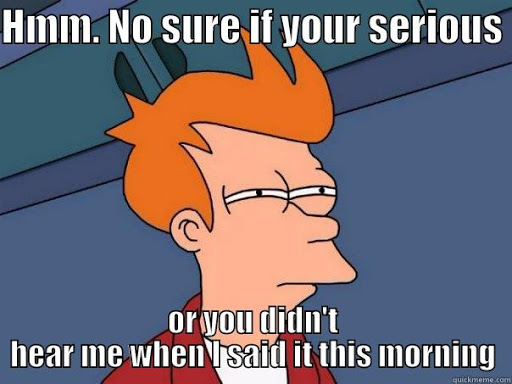 Hmm. No sure if your serious
or you didn't
hear me when I said it this morning
quickmeme.com